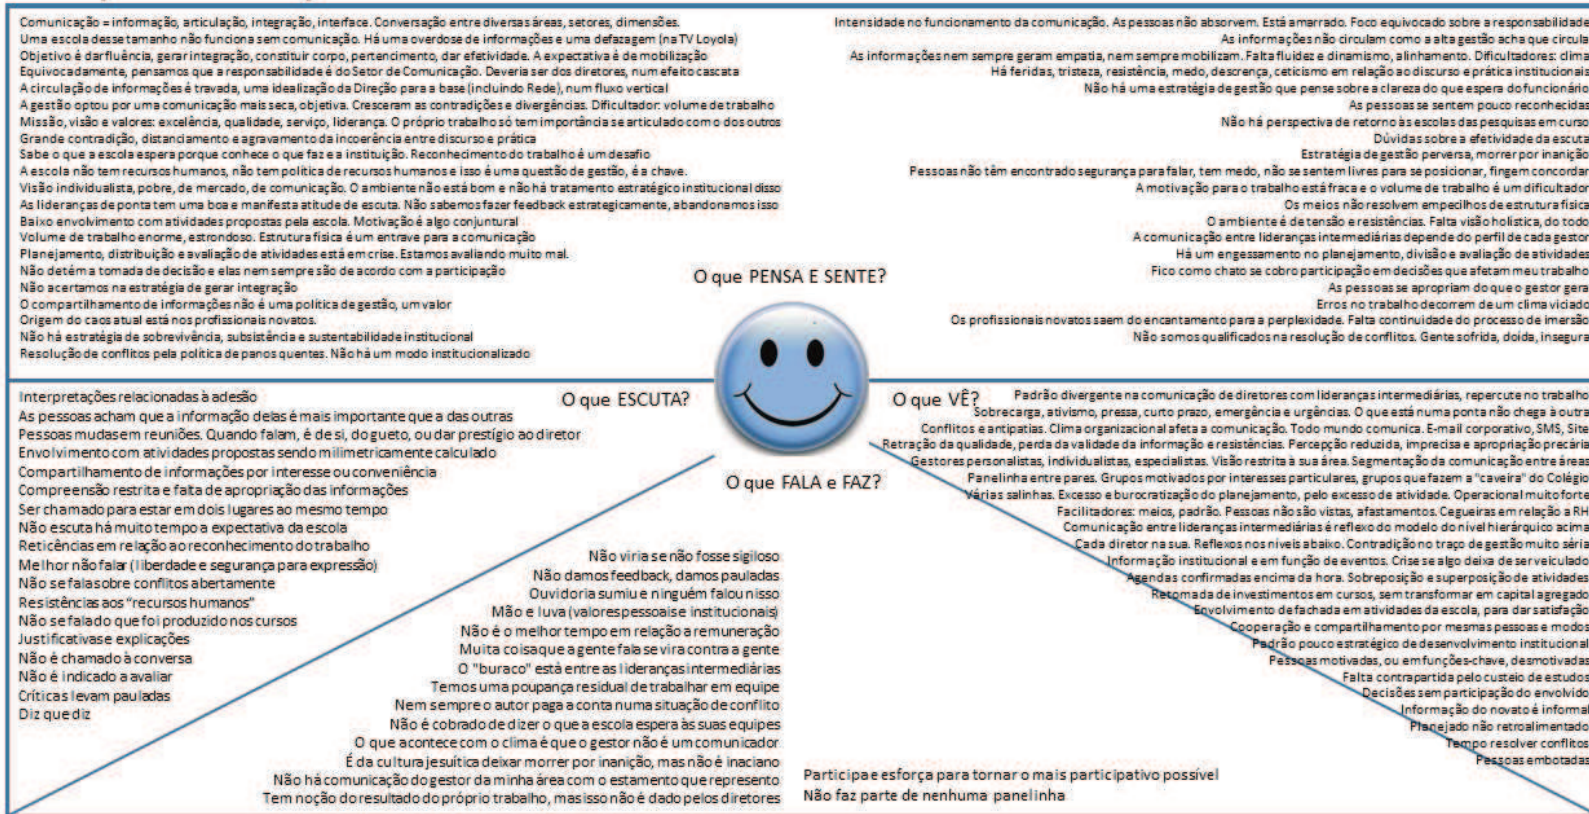 Comunicação = informação, articulação, integração, interface. Conversação entre diversas áreas, setores, dimensões.
Uma escola desse tamanho não funciona sem comunicação. Há uma overdose de informações e uma defazagem (na TV Loyola)
Objetivo é dar fluência, gerar integração, constituir corpo, pertencimento, dar efetividade. A expectativa é de mobilização
Equivocadamente, pensamos que a responsabilidade é do Setor de Comunicação. Deveria ser dos diretores, num efeito cascata
A circulação de informações é travada, uma idealização da Direção para a base (incluindo Rede), num fluxo vertical
A gestão optou por uma comunicação mais seca, objetiva. Cresceram as contradições e divergências. Dificultador: volume de trabalho
Missão, visão e valores: excelência, qualidade, serviço, liderança. O próprio trabalho só tem importância se articulado com o dos outros
Grande contradição, distanciamento e agravamento da incoerência entre discurso e prática
Sabe o que a escola espera porque conhece o que faz e a instituição. Reconhecimento do trabalho é um desafio
A escola não tem recursos humanos, não tem política de recursos humanos e isso é uma questão de gestão, é a chave.
Visão individualista, pobre, de mercado, de comunicação. O ambiente não está bom e não há tratamento estratégico institucional disso
As lideranças de ponta tem uma boa e manifesta atitude de escuta. Não sabemos fazer feedback estrategicamente, abandonamos isso
Baixo envolvimento com atividades propostas pela escola. Motivação é algo conjuntural
Volume de trabalho enorme, estrondoso. Estrutura física é um entrave para a comunicação
Planejamento, distribuição e avaliação de atividades está em crise. Estamos avaliando muito mal.
Não detém a tomada de decisão e elas nem sempre são de acordo com a participação
Não acertamos na estratégia de gerar integração
O compartilhamento de informações não é uma política de gestão, um valor
Origem do caos atual está nos profissionais novatos.
Não há estratégia de sobrevivência, subsistência e sustentabilidade institucional
Resolução de conflitos pela política de panos quentes. Não há um modo institucionalizado
Intensidade no funcionamento da comunicação. As pessoas não absorvem. Está amarrado. Foco equivocado sobre a responsabilidade
As informações não circulam como a alta gestão acha que circula
As informações nem sempre geram empatia, nem sempre mobilizam. Falta fluidez e dinamismo, alinhamento. Dificultadores: clima
Há feridas, tristeza, resistência, medo, descrença, ceticismo em relação ao discurso e prática institucionais
Não há uma estratégia de gestão que pense sobre a clareza do que espera do funcionário
As pessoas se sentem pouco reconhecidas
Não há perspectiva de retorno às escolas das pesquisas em curso
Dúvidas sobre a efetividade da escuta
Estratégia de gestão perversa, morrer por inanição
Pessoas não têm encontrado segurança para falar, tem medo, não se sentem livres para se posicionar, fingem concordar
A motivação para o trabalho está fraca e o volume de trabalho é um dificultador
Os meios não resolvem empecilhos de estrutura física
O ambiente é de tensão e resistências. Falta visão holística, do todo
A comunicação entre lideranças intermediárias depende do perfil de cada gestor
Há um engessamento no planejamento, divisão e avaliação de atividades
Fico como chato se cobro participação em decisões que afetam meu trabalho
As pessoas se apropriam do que o gestor gera
Erros no trabalho decorrem de um clima viciado
Os profissionais novatos saem do encantamento para a perplexidade. Falta continuidade do processo de imersão
Não somos qualificados na resolução de conflitos. Gente sofrida, doida, insegura
O que PENSA E SENTE?
O que ESCUTA?
Interpretações relacionadas à adesão
As pessoas acham que a informação delas é mais importante que a das outras
Pessoas mudas em reuniões. Quando falam, é de si, do gueto, ou dar prestígio ao diretor
Envolvimento com atividades propostas sendo milimetricamente calculado
Compartilhamento de informações por interesse ou conveniência
Compreensão restrita e falta de apropriação das informações
Ser chamado para estar em dois lugares ao mesmo tempo
Não escuta há muito tempo a expectativa da escola
Reticências em relação ao reconhecimento do trabalho
Melhor não falar (liberdade e segurança para expressão)
Não se fala sobre conflitos abertamente
Resistências aos “recursos humanos”
Não se fala do que foi produzido nos cursos
Justificativas e explicações
Não é chamado à conversa
Não é indicado a avaliar
Críticas levam pauladas
Diz que diz
O que VÊ?
Padrão divergente na comunicação de diretores com lideranças intermediárias, repercute no trabalho
Sobrecarga, ativismo, pressa, curto prazo, emergência e urgências. O que está numa ponta não chega à outra
Conflitos e antipatias. Clima organizacional afeta a comunicação. Todo mundo comunica. E-mail corporativo, SMS, Site
Retração da qualidade, perda da validade da informação e resistências. Percepção reduzida, imprecisa e apropriação precária
Gestores personalistas, individualistas, especialistas. Visão restrita à sua área. Segmentação da comunicação entre áreas
Panelinha entre pares. Grupos motivados por interesses particulares, grupos que fazem a "caveira" do Colégio
Várias salinhas. Excesso e burocratização do planejamento, pelo excesso de atividade. Operacional muito forte
Facilitadores: meios, padrão. Pessoas não são vistas, afastamentos. Cegueiras em relação a RH
Comunicação entre lideranças intermediárias é reflexo do modelo do nível hierárquico acima
Cada diretor na sua. Reflexos nos níveis abaixo. Contradição no traço de gestão muito séria
Informação institucional e em função de eventos. Crise se algo deixa de ser veiculado
Agendas confirmadas encima da hora. Sobreposição e superposição de atividades
Retomada de investimentos em cursos, sem transformar em capital agregado
Envolvimento de fachada em atividades da escola, para dar satisfação
Cooperação e compartilhamento por mesmas pessoas e modos
Padrão pouco estratégico de desenvolvimento institucional
Pessoas motivadas, ou em funções-chave, desmotivadas
Falta contrapartida pelo custeio de estudos
Decisões sem participação do envolvido
Informação do novato é informal
Planejado não retroalimentado
Tempo resolver conflitos
Pessoas embotadas
O que FALA e FAZ?
Não viria se não fosse sigiloso
Não damos feedback, damos pauladas
Ouvidoria sumiu e ninguém falou nisso
Mão e luva (valores pessoais e institucionais)
Não é o melhor tempo em relação a remuneração
Muita coisa que a gente fala se vira contra a gente
O "buraco" está entre as lideranças intermediárias
Temos uma poupança residual de trabalhar em equipe
Nem sempre o autor paga a conta numa situação de conflito
Não é cobrado de dizer o que a escola espera às suas equipes
O que acontece com o clima é que o gestor não é um comunicador
É da cultura jesuítica deixar morrer por inanição, mas não é inaciano
Não há comunicação do gestor da minha área com o estamento que represento
Tem noção do resultado do próprio trabalho, mas isso não é dado pelos diretores
Participa e esforça para tornar o mais participativo possível
Não faz parte de nenhuma panelinha